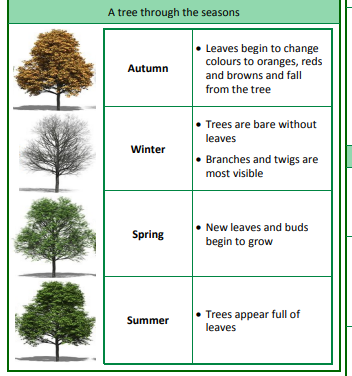 A tree through the seasons
Autumn
• Leaves begin to change
colours to oranges, reds
and browns and fall
from the tree
Winter
• Trees are bare without
leaves
• Branches and twigs are
most visible
Spring
• New leaves and buds
begin to grow
Summer
• Trees appear full of
leaves